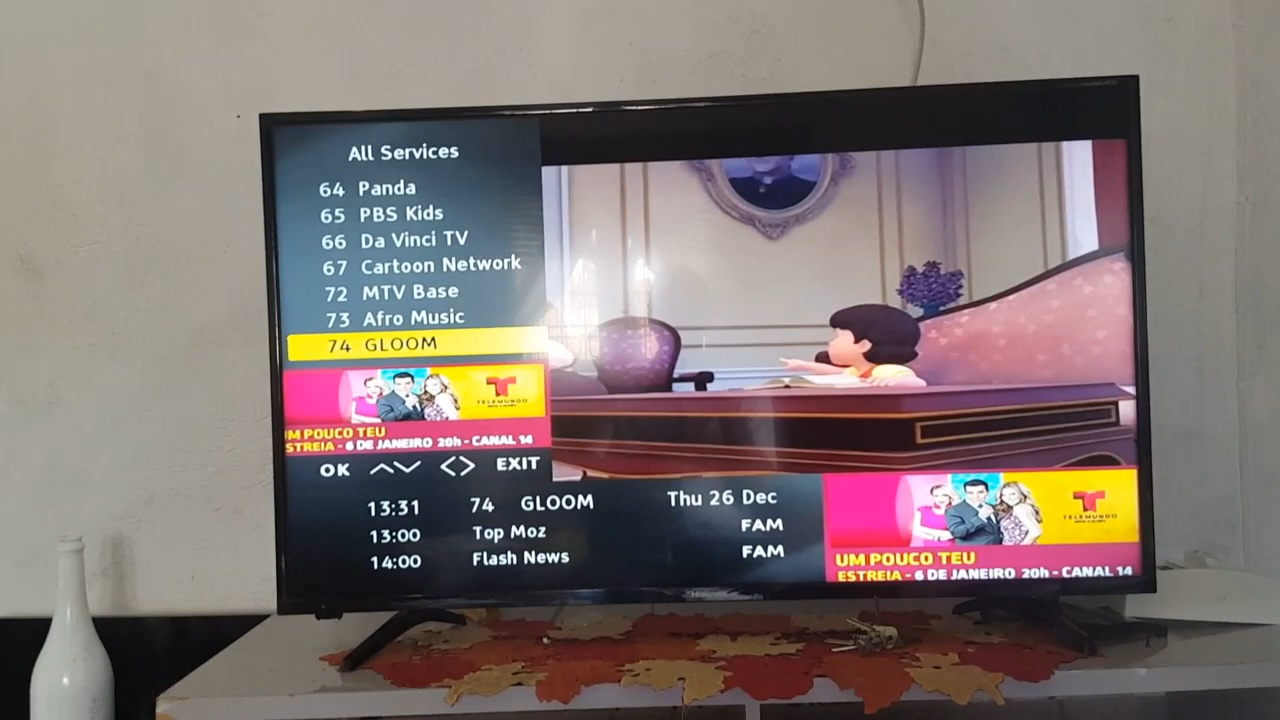 All Services
64 Panda
65 PBS Kids
66 Da Vinci TV
67 Cartoon Network
72 MTV Base
73 Afro Music
74 GLOOM
TELEMUNDO
UM POUCO TEU
ESTREIA - 6 DE JANEIRO 20h - CANAL 14
OK EXIT
13:31 74 GLOOM Thu 26 Dec
13:00 Top Moz FAM
14:00 Flash News FAM
TELEMUNDO
UM POUCO TEU
ESTREIA - 6 DE JANEIRO 20h - CANAL 14
Hisense